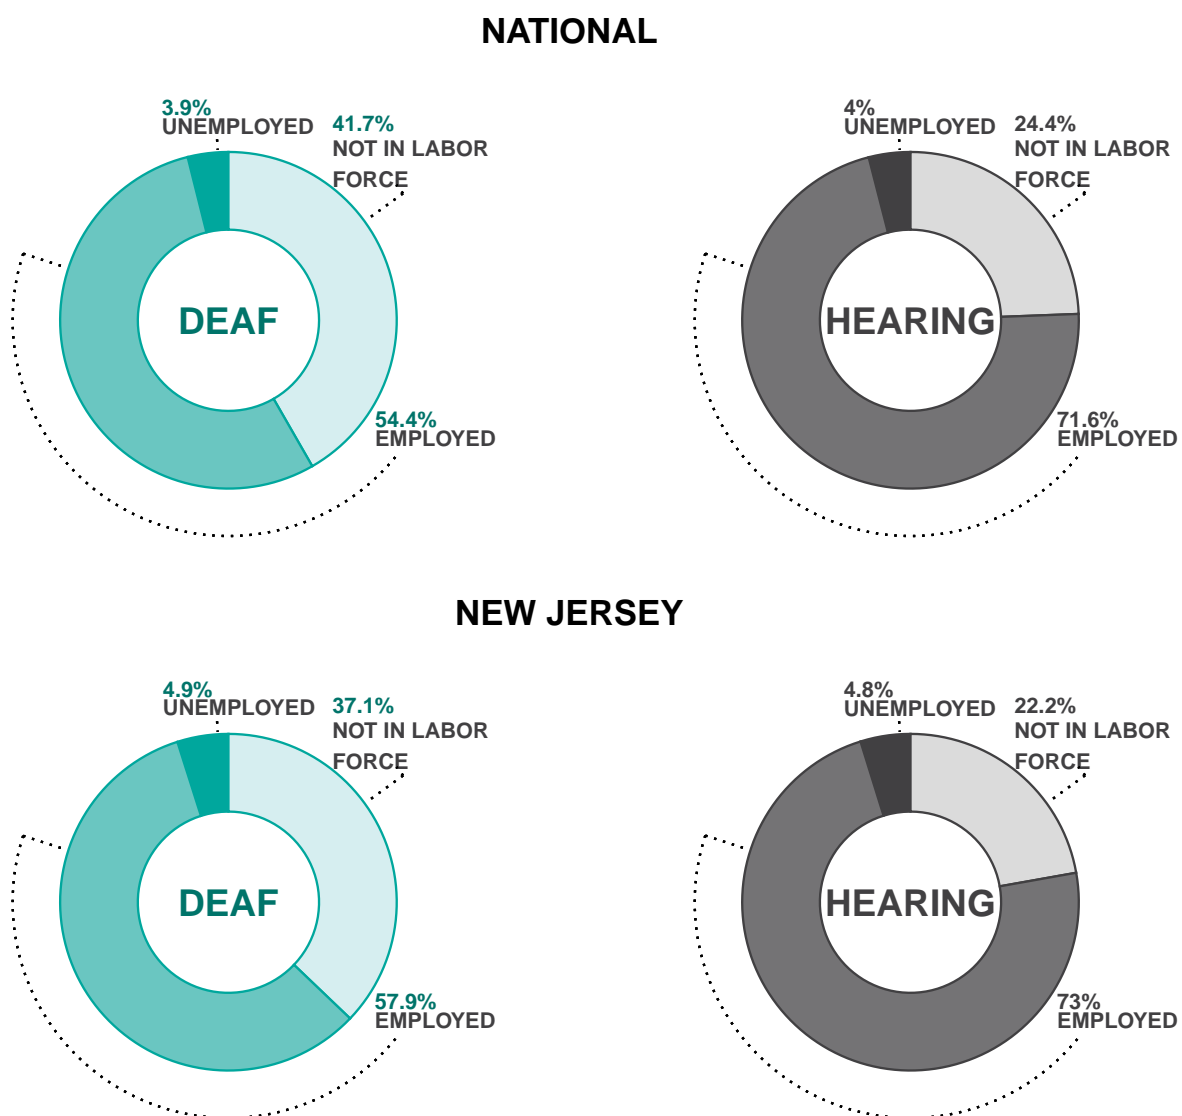 NATIONAL
3.9%
UNEMPLOYED
41.7%
NOT IN LABOR
FORCE
DEAF
54.4%
EMPLOYED
4%
UNEMPLOYED
24.4%
NOT IN LABOR
FORCE
HEARING
71.6%
EMPLOYED
NEW JERSEY
4.9%
UNEMPLOYED
37.1%
NOT IN LABOR
FORCE
DEAF
57.9%
EMPLOYED
4.8%
UNEMPLOYED
22.2%
NOT IN LABOR
FORCE
HEARING
73%
EMPLOYED